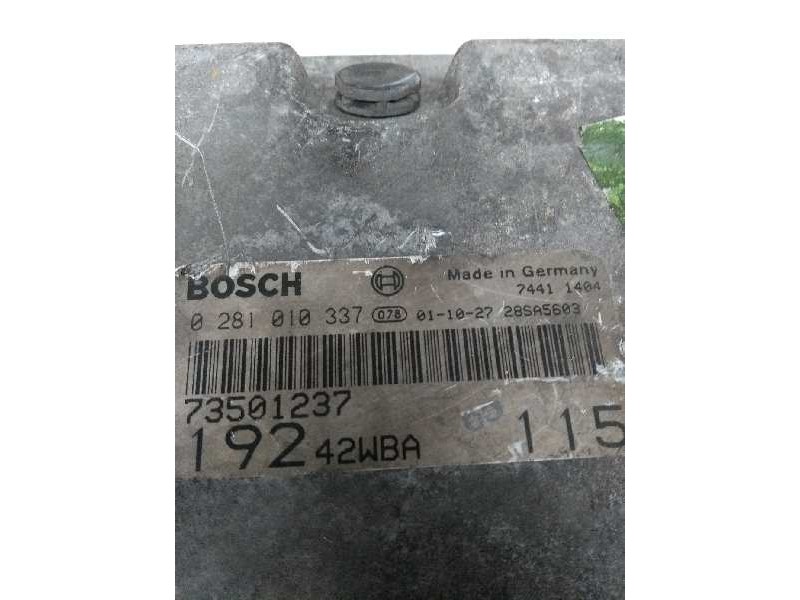 BOSCH Made in Germany
7441 1404
0 281 010 337 078 01-10-27 28SA5603
73501237
192 42WBA 115